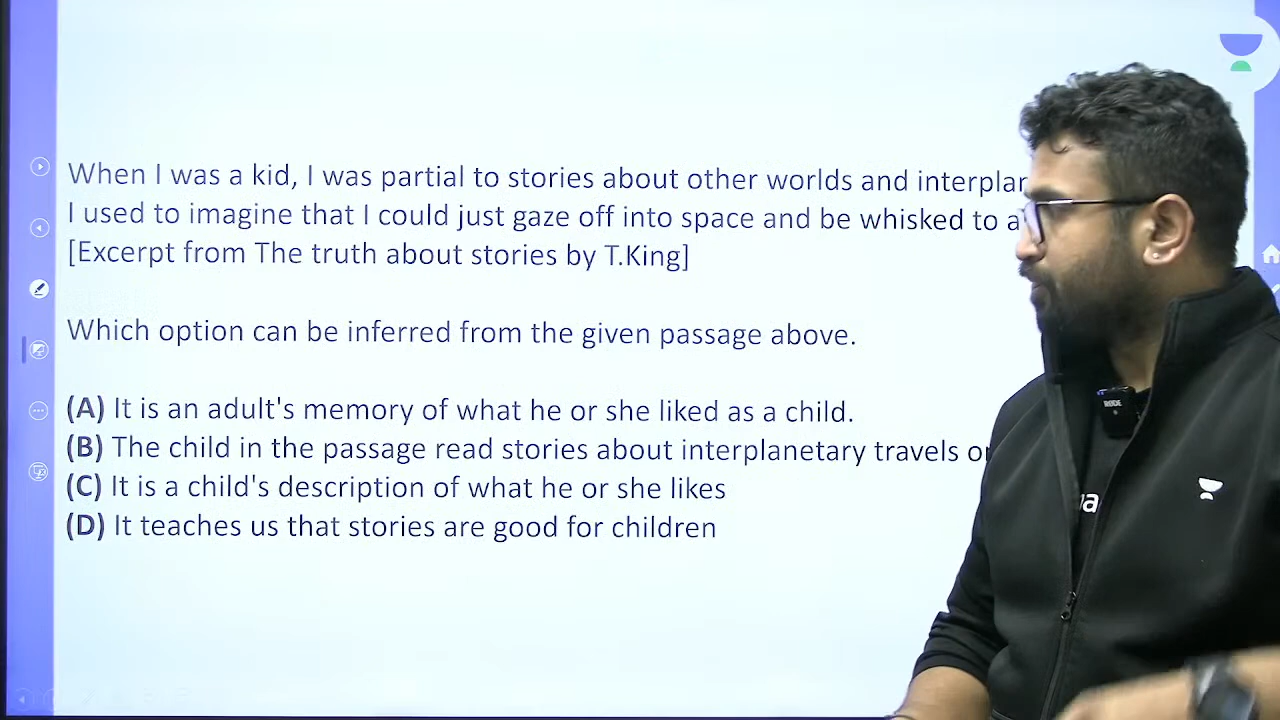 When I was a kid, I was partial to stories about other worlds and
I used to imagine that I could just gaze off into space and be whisked to
[Excerpt from The truth about stories by T.King]
Which option can be inferred from the given passage above.
(A) It is an adult's memory of what he or she liked as a child.
(B) The child in the passage read stories about interplanetary travels
(C) It is a child's description of what he or she likes
(D) It teaches us that stories are good for children
RØDE